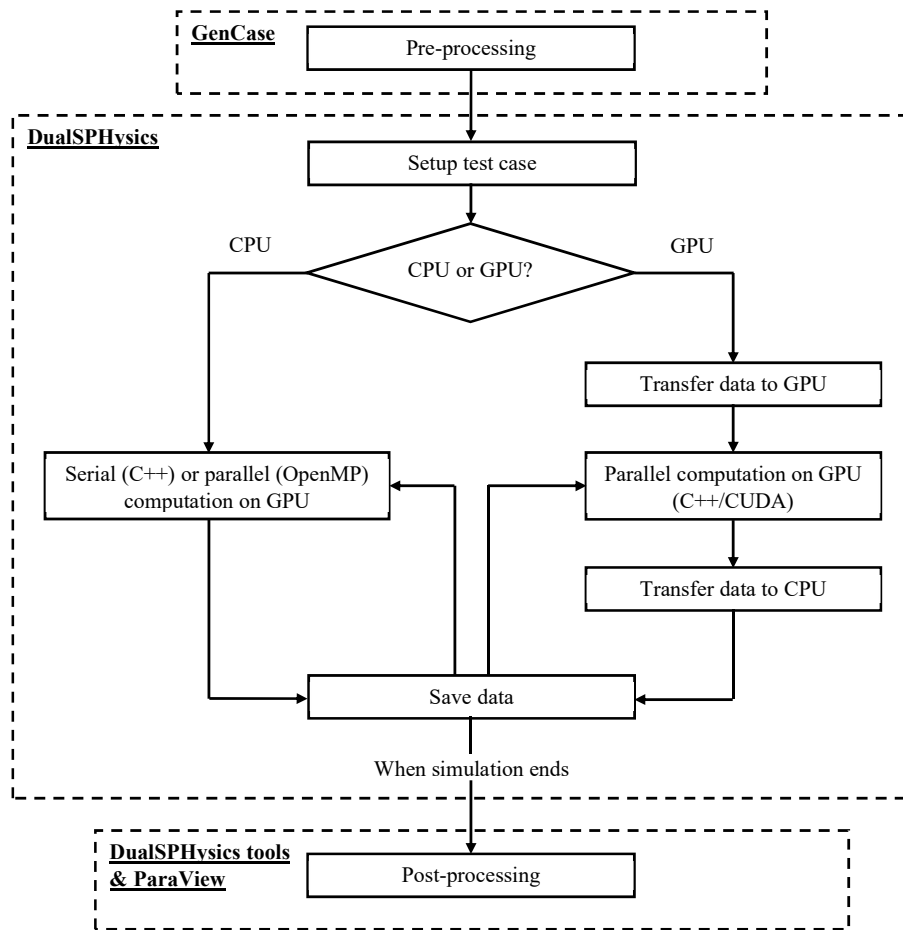 GenCase
Pre-processing
DualSPHysics
Setup test case
CPU
GPU
CPU or GPU?
Transfer data to GPU
Serial (C++) or parallel (OpenMP)
computation on GPU
Parallel computation on GPU
(C++/CUDA)
Transfer data to CPU
Save data
When simulation ends
DualSPHysics tools
& ParaView
Post-processing